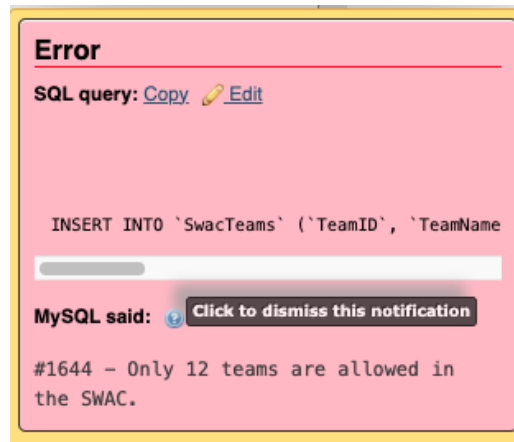 Error
SQL query: Copy Edit
INSERT INTO `SwacTeams` (`TeamID`, `TeamName
MySQL said: Click to dismiss this notification
#1644 – Only 12 teams are allowed in
the SWAC.